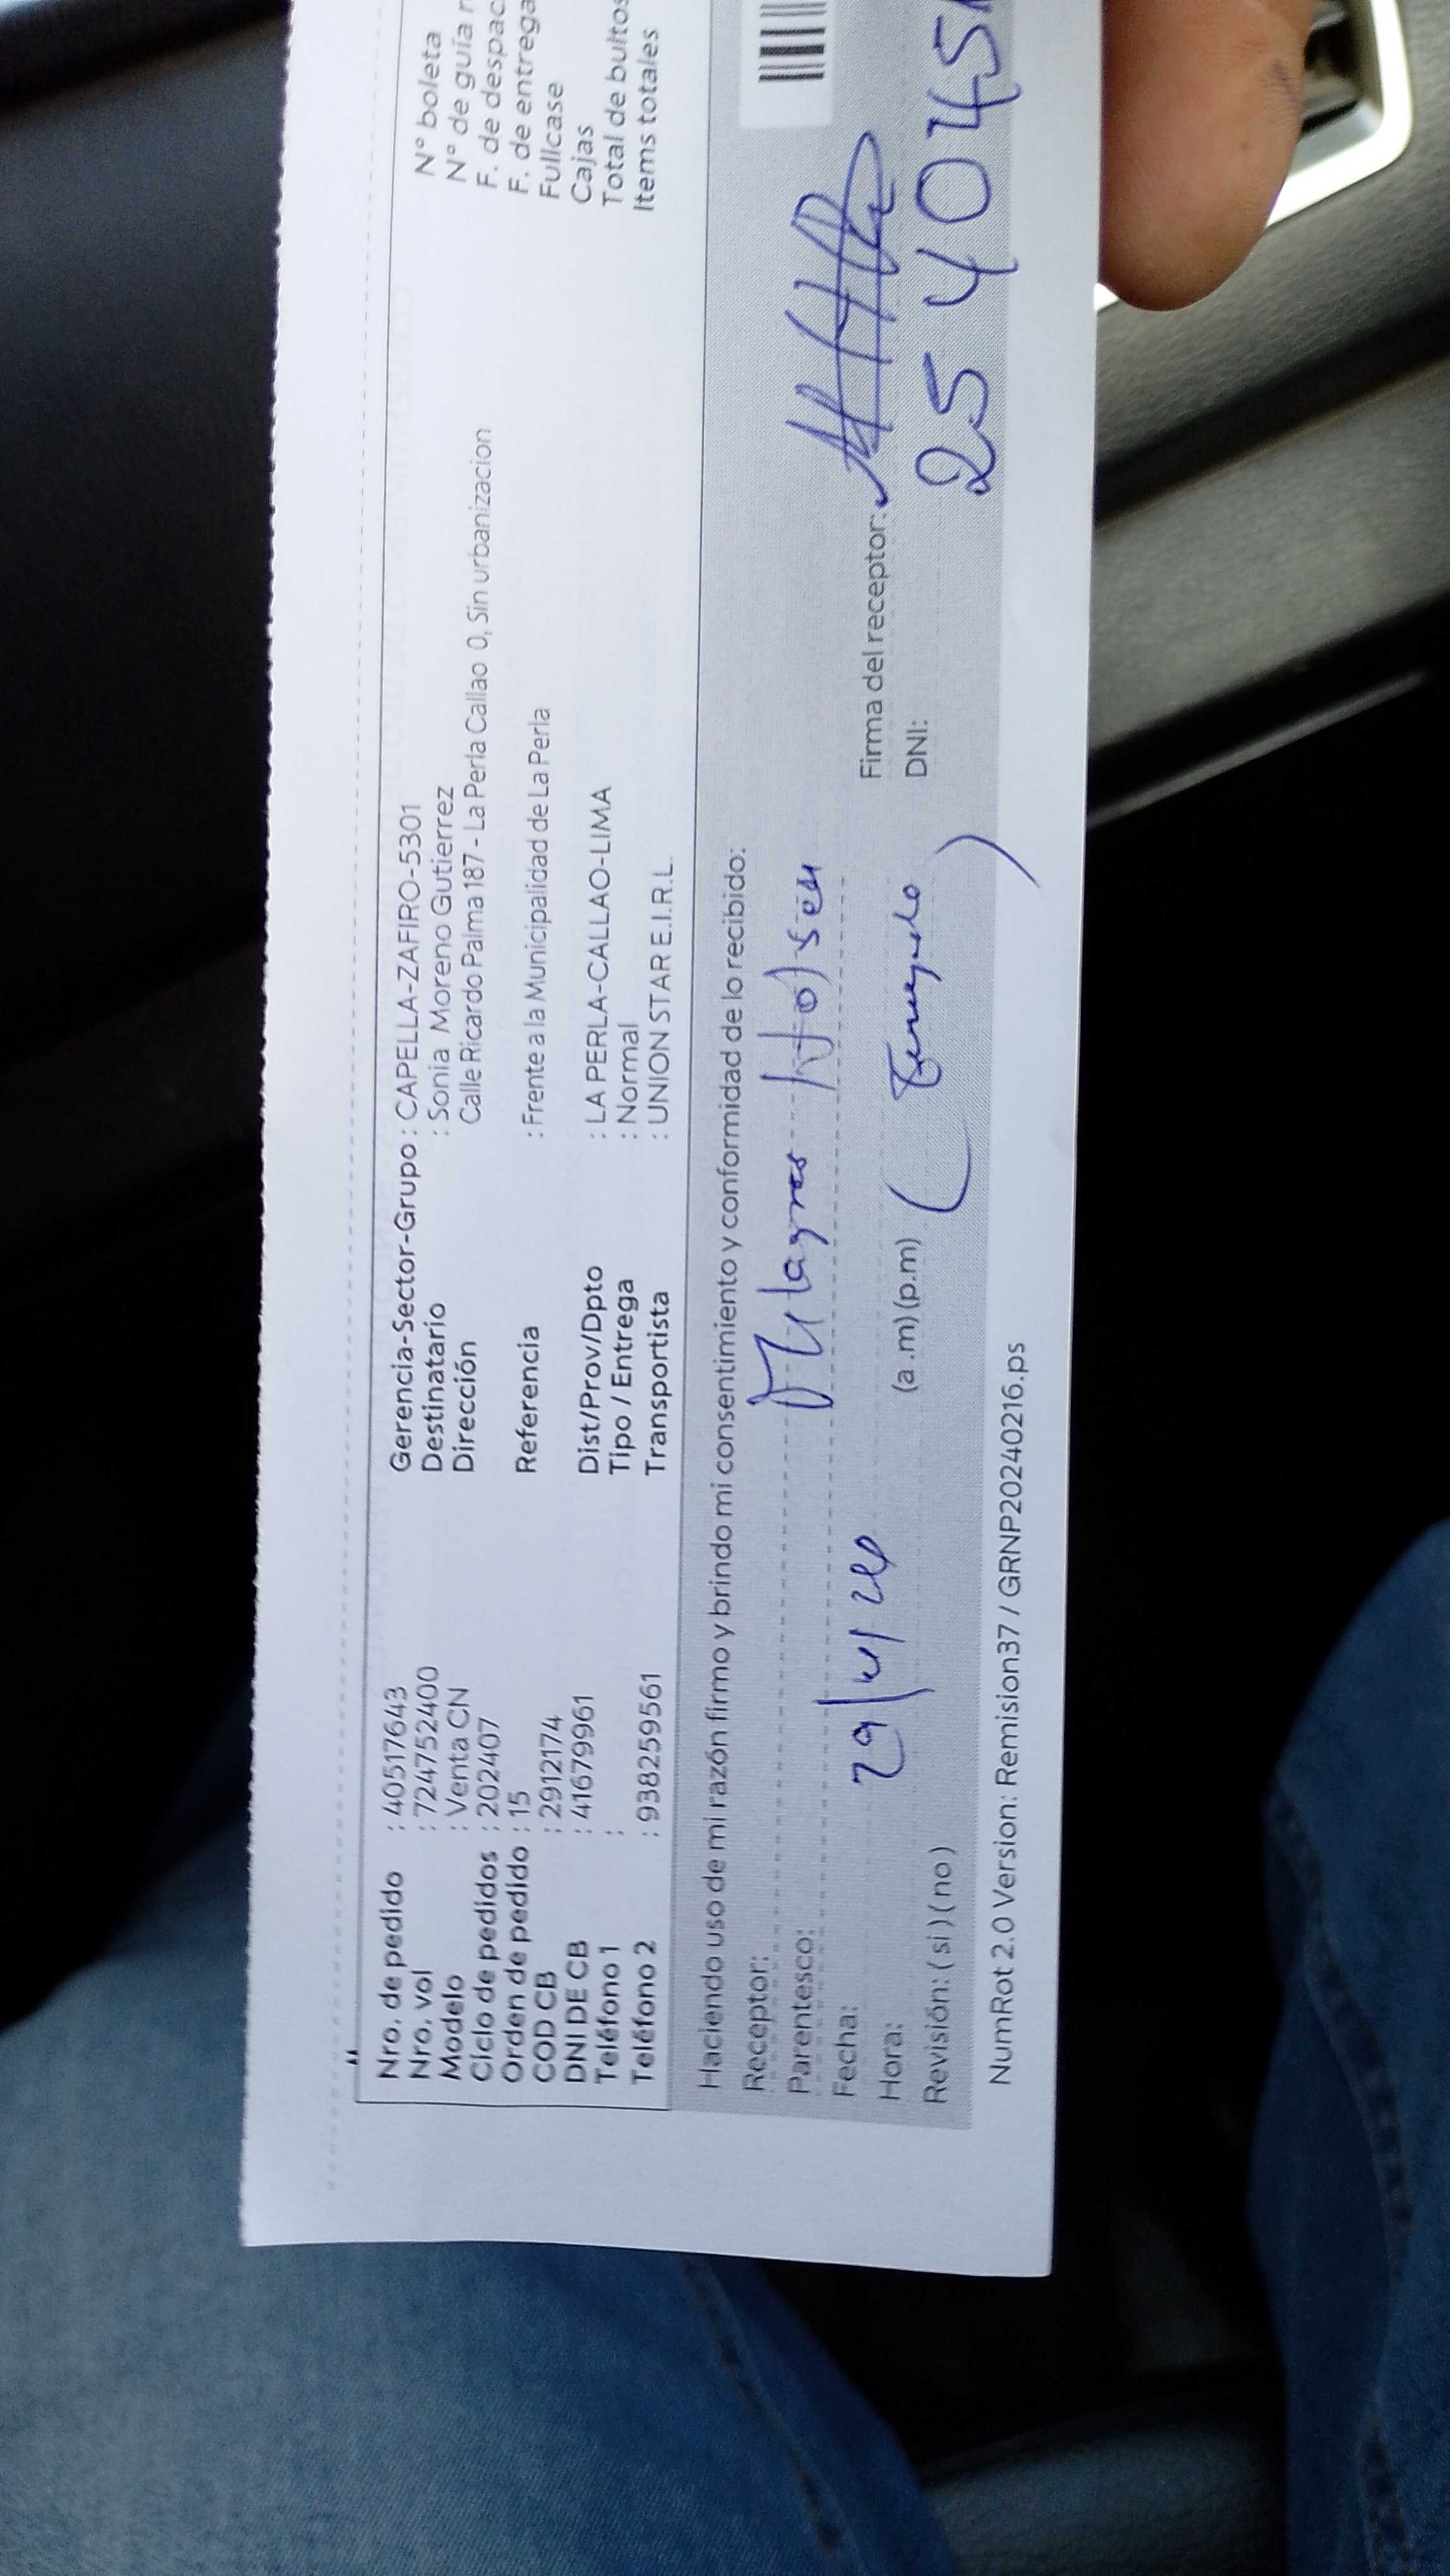 Nro. de pedido : 40517643
Nro. vol : 724752400
Modelo : Venta CN
Ciclo de pedidos : 202407
Orden de pedido : 15
COD CB : 2912174
DNI DE CB : 41679961
Teléfono 1 :
Teléfono 2 : 938259561
Gerencia-Sector-Grupo : CAPELLA-ZAFIRO-5301
Destinatario : Sonia Moreno Gutierrez
Dirección Calle Ricardo Palma 187 - La Perla Callao 0, Sin urbanizacion
Referencia : Frente a la Municipalidad de La Perla
Dist/Prov/Dpto : LA PERLA-CALLAO-LIMA
Tipo / Entrega : Normal
Transportista : UNION STAR E.I.R.L.
N° boleta
N° de guía
F. de despac
F. de entrega
Fullcase
Cajas
Total de bultos
Items totales
Haciendo uso de mi razón firmo y brindo mi consentimiento y conformidad de lo recibido:
Receptor: Milagros
Parentesco:
Fecha:
Hora: (a .m) (p.m)
Revisión: ( si ) ( no )
Firma del receptor:
DNI: 254045
NumRot 2.0 Version: Remision37 / GRNP20240216.ps